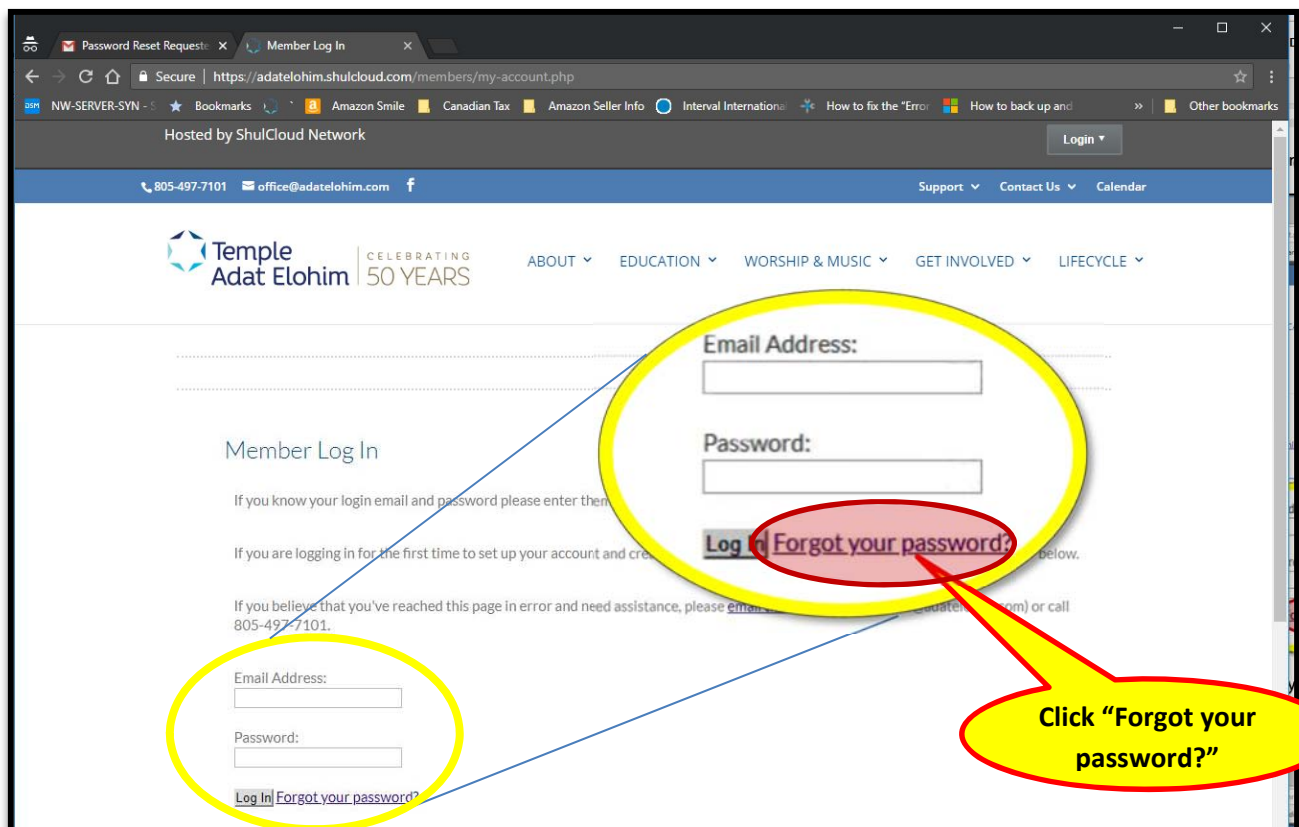 Password Reset Requeste
Member Log In
Secure | https://adatelohim.shulcloud.com/members/my-account.php
NW-SERVER-SYN - S Bookmarks Amazon Smile Canadian Tax Amazon Seller Info Interval Internationa How to fix the "Error How to back up and » Other bookmarks
Hosted by ShulCloud Network
Login
805-497-7101 office@adatelohim.com f Support Contact Us Calendar
Temple
Adat Elohim
CELEBRATING
50 YEARS
ABOUT EDUCATION WORSHIP & MUSIC GET INVOLVED LIFECYCLE
Email Address:
Password:
Log In Forgot your password?
Member Log In
If you know your login email and password please enter them
If you are logging in for the first time to set up your account and cre below.
If you believe that you've reached this page in error and need assistance, please email or call
805-497-7101.
Email Address:
Password:
Log In Forgot your password?
Click “Forgot your
password?”